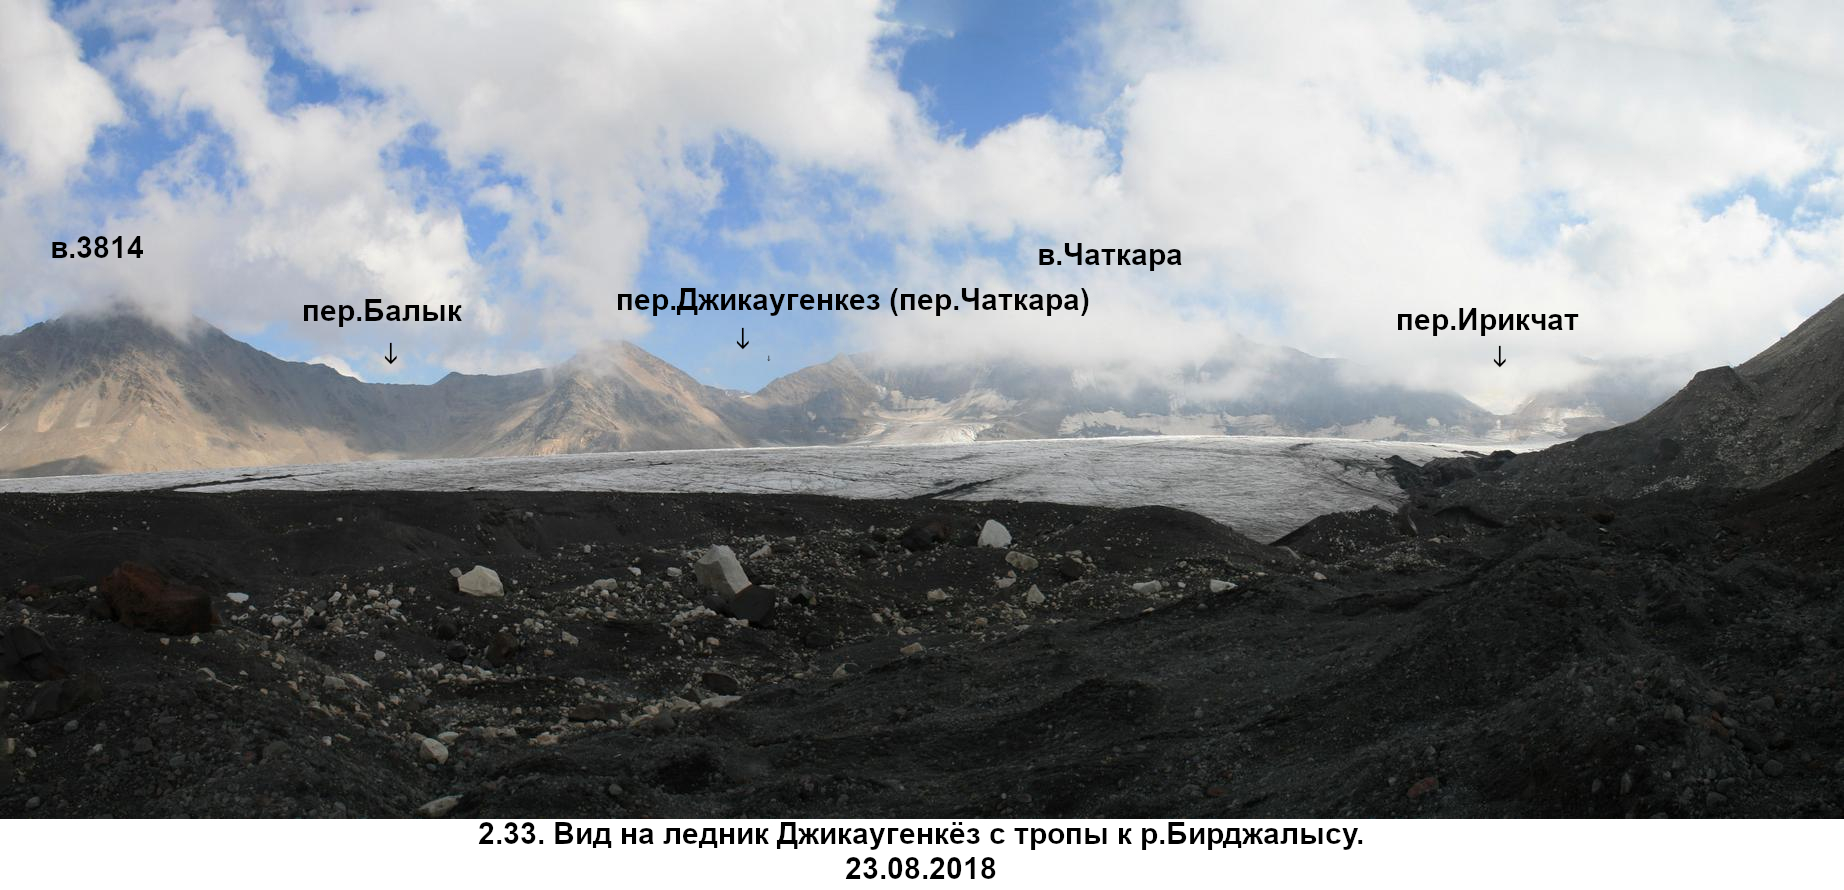 в.3814
пер.Балык
пер.Джикаугенкез (пер.Чаткара)
в.Чаткара
пер.Ирикчат
2.33. Вид на ледник Джикаугенкёз с тропы к р.Бирджалысу.
23.08.2018